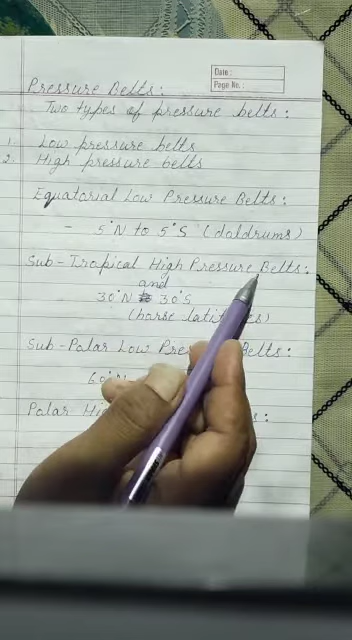 Date :
Page No. :
Pressure Belts :
Two types of pressure belts :
1. Low pressure belts
2. High pressure belts
Equatorial Low Pressure Belts :
- 5°N to 5°S (doldrums)
Sub-Tropical High Pressure Belts :
and
30°N 30°S
(horse
Sub-Polar Low Belts :
60°N
Polar